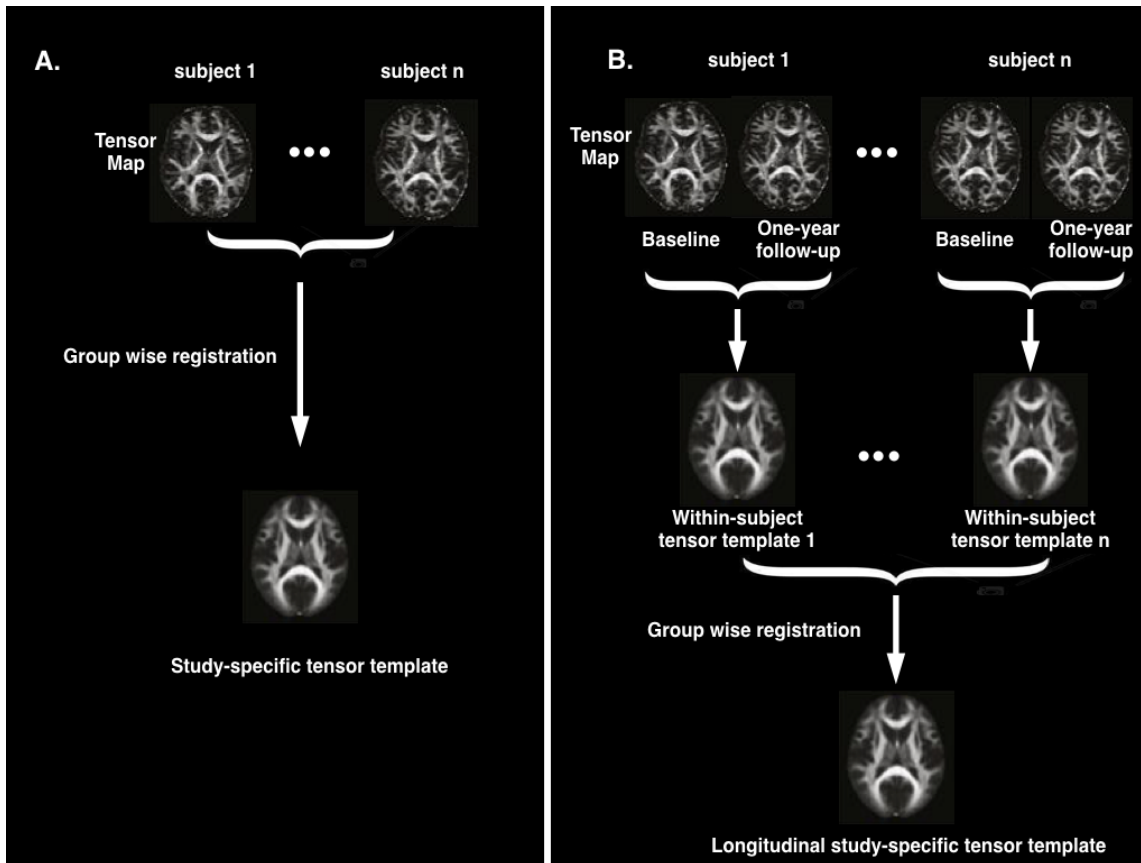 A.
subject 1
subject n
Tensor
Map
Group wise registration
Study-specific tensor template
B.
subject 1
subject n
Tensor
Map
Baseline
One-year
follow-up
Baseline
One-year
follow-up
Within-subject
tensor template 1
Within-subject
tensor template n
Group wise registration
Longitudinal study-specific tensor template